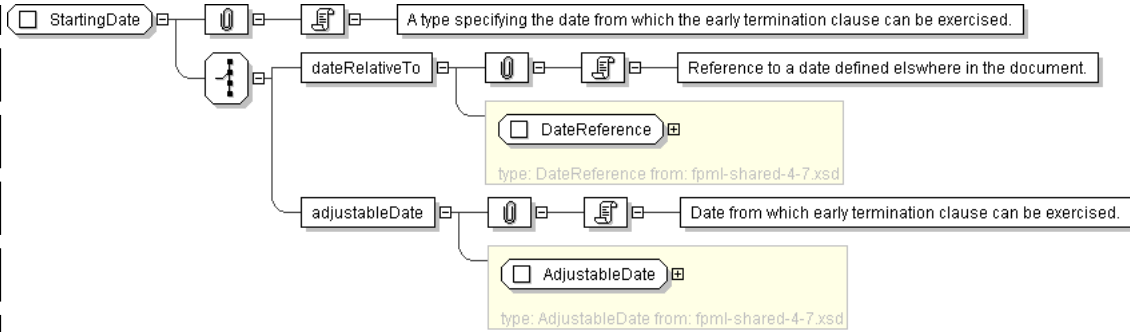 StartingDate
A type specifying the date from which the early termination clause can be exercised.
dateRelativeTo
Reference to a date defined elswhere in the document.
DateReference
type: DateReference from: fpml-shared-4-7.xsd
adjustableDate
Date from which early termination clause can be exercised.
AdjustableDate
type: AdjustableDate from: fpml-shared-4-7.xsd